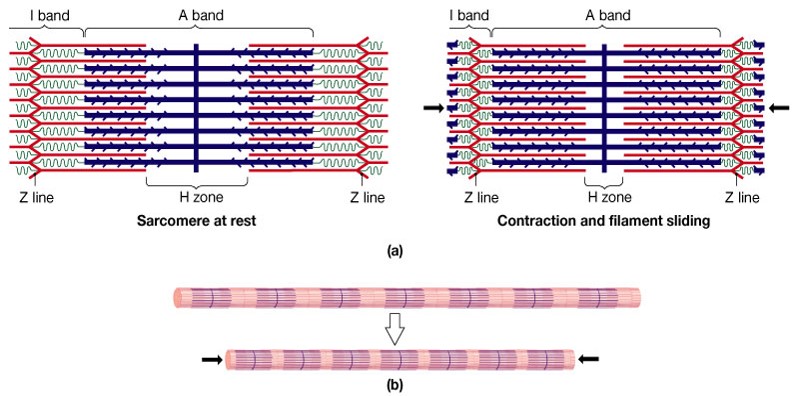 I band
A band
I band
A band
Z line
H zone
Z line
Z line
H zone
Z line
Sarcomere at rest
Contraction and filament sliding
(a)
(b)